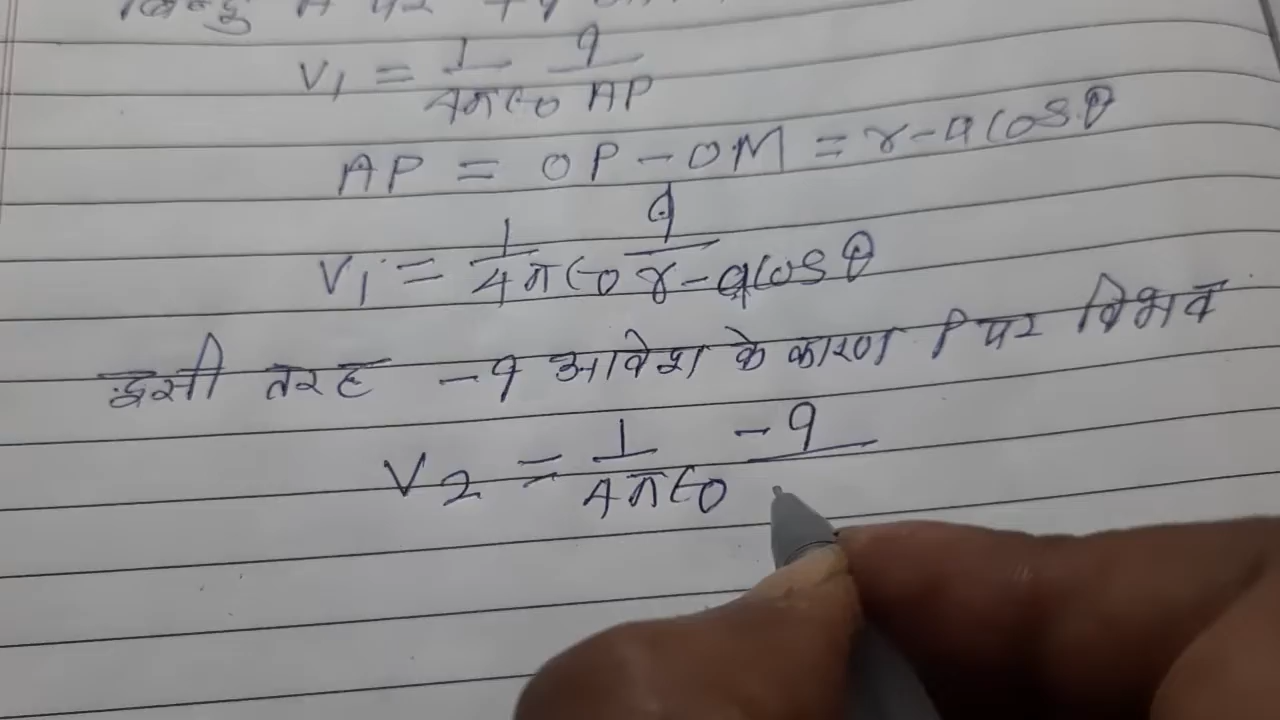 बिन्दु A पर
V1 = 1/4πε0 q/AP
AP = OP - OM = r - a cos θ
V1 = 1/4πε0 q/r - a cos θ
इसी तरह -q आवेश के कारण P पर विभव
V2 = 1/4πε0 -q/